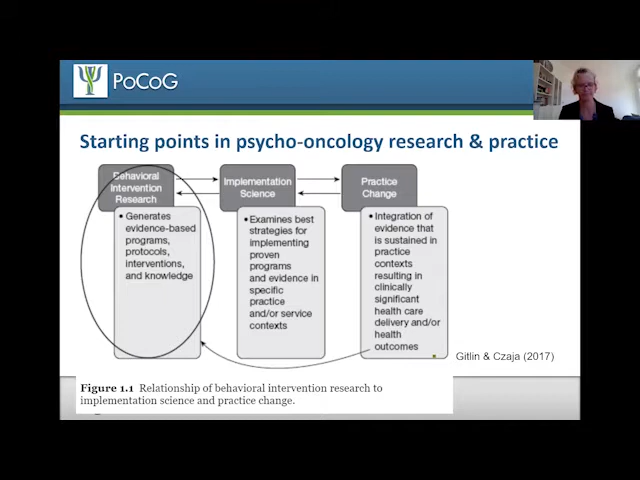 PoCoG
Starting points in psycho-oncology research & practice
Behavioral
Intervention
Research
Implementation
Science
Practice
Change
• Generates
evidence-based
programs,
protocols,
interventions,
and knowledge
• Examines best
strategies for
implementing
proven
programs
and evidence in
specific
practice
and/or service
contexts
• Integration of
evidence that
is sustained in
practice
contexts
resulting in
clinically
significant
health care
delivery and/or
health
outcomes
Gitlin & Czaja (2017)
Figure 1.1 Relationship of behavioral intervention research to
implementation science and practice change.